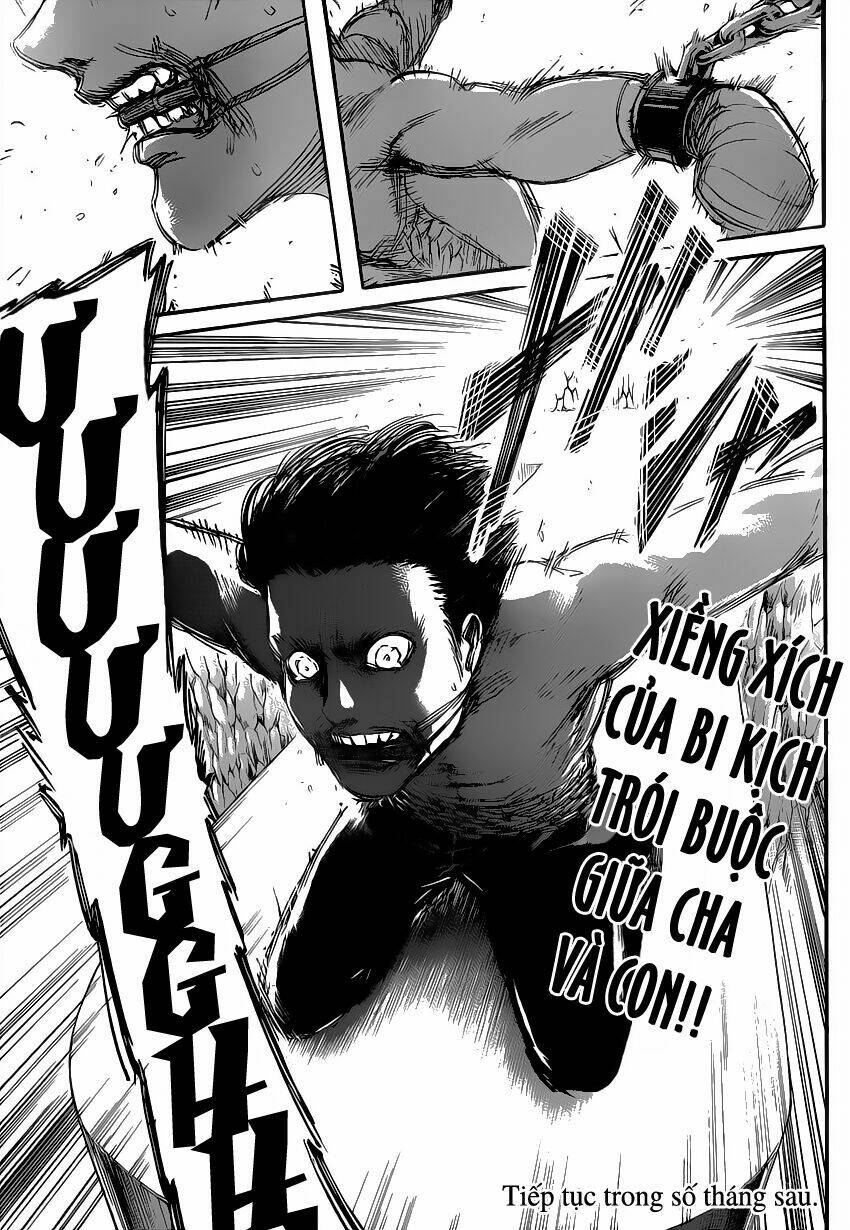 UUUUUGGHH
XIỀNG XÍCH
CỦA BI KỊCH
TRÓI BUỘC
GIỮA CHA
VÀ CON!!
Tiếp tục trong số tháng sau.